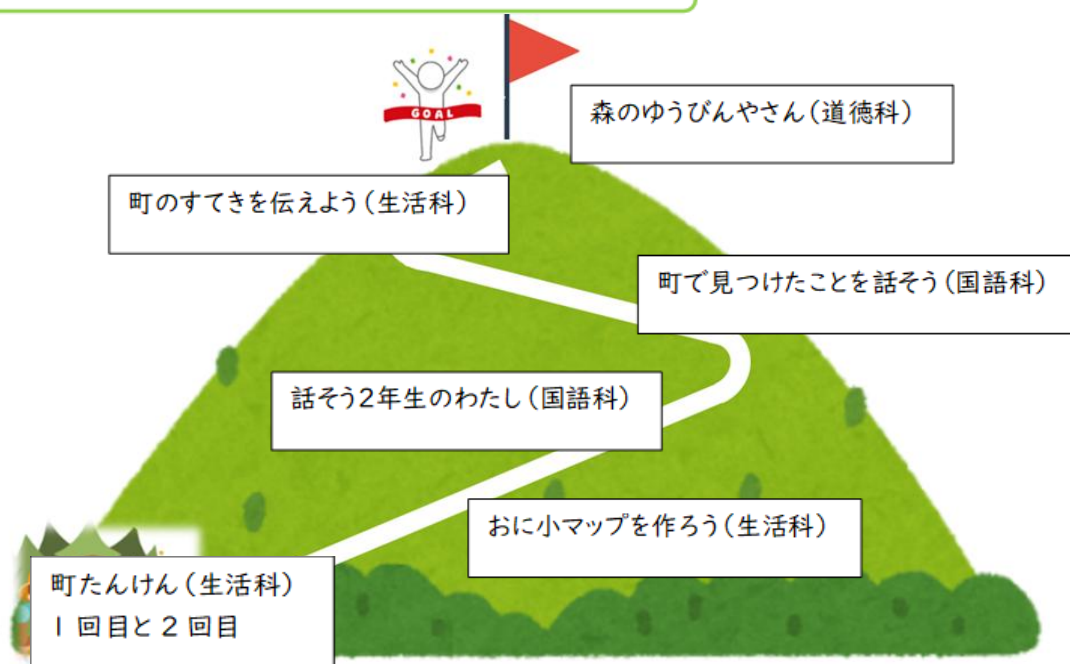 GOAL
森のゆうびんやさん(道徳科)
町のすてきを伝えよう(生活科)
町で見つけたことを話そう(国語科)
話そう2年生のわたし(国語科)
おに小マップを作ろう(生活科)
町たんけん(生活科)
1回目と2回目